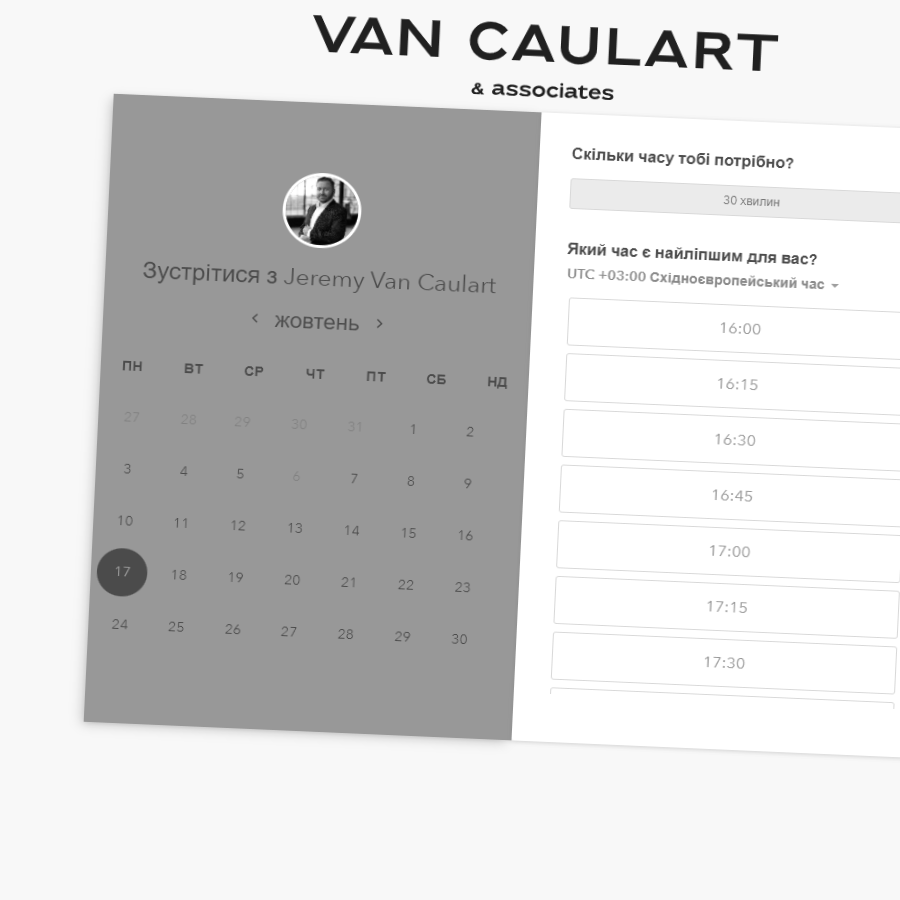 VAN CAULART
& associates
Зустрітися з Jeremy Van Caulart
жовтень
ПН ВТ СР ЧТ ПТ СБ НД
27 28 29 30 31 1 2
3 4 5 6 7 8 9
10 11 12 13 14 15 16
17 18 19 20 21 22 23
24 25 26 27 28 29 30
Скільки часу тобі потрібно?
30 хвилин
Який час є найліпшим для вас?
UTC +03:00 Східноєвропейський час
16:00
16:15
16:30
16:45
17:00
17:15
17:30